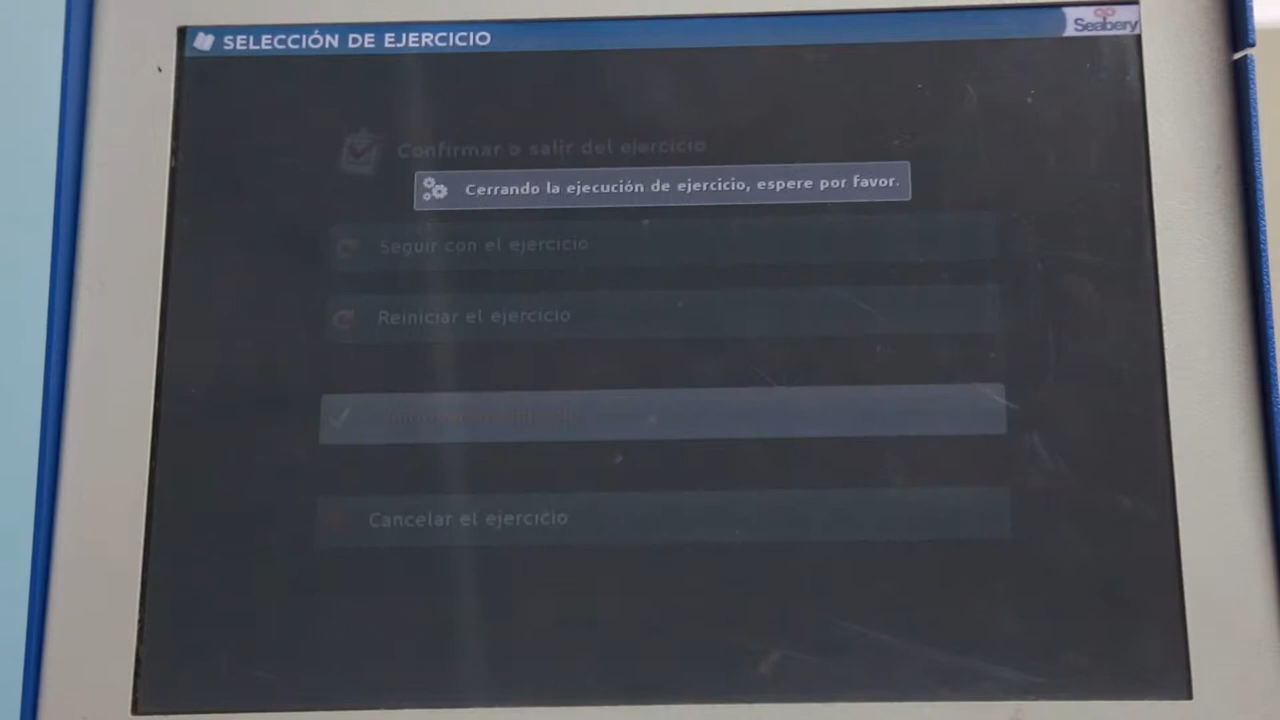 SELECCIÓN DE EJERCICIO
Seabery
Confirmar o salir del ejercicio
Cerrando la ejecución de ejercicio, espere por favor.
Seguir con el ejercicio
Reiniciar el ejercicio
Cancelar el ejercicio